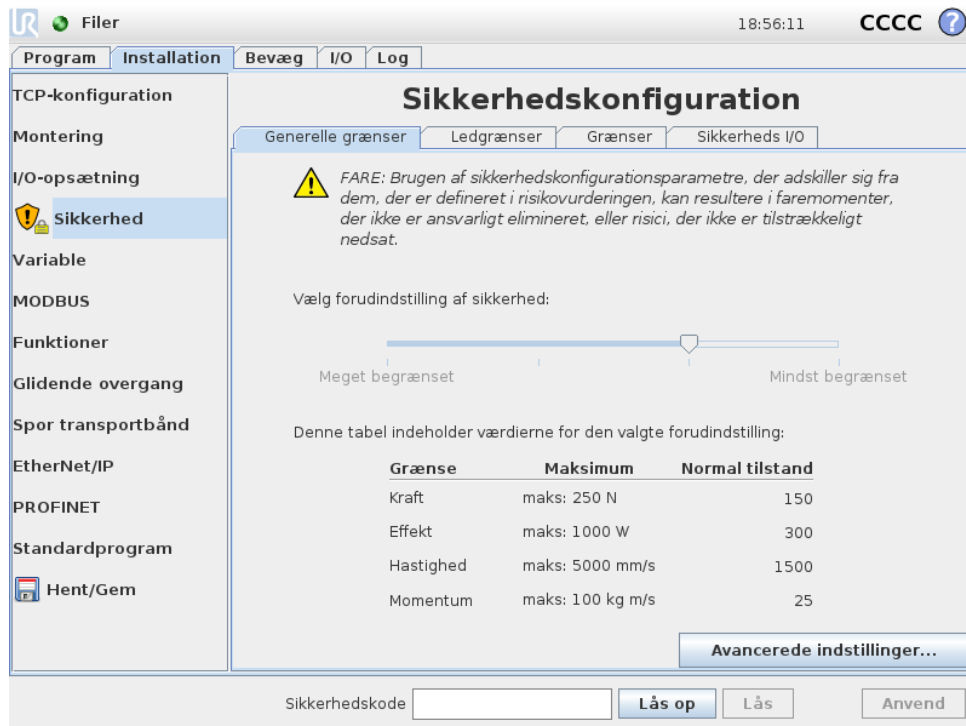 UR Filer 18:56:11 CCCC ?
Program Installation Bevæg I/O Log
TCP-konfiguration
Montering
I/O-opsætning
Sikkerhed
Variable
MODBUS
Funktioner
Glidende overgang
Spor transportbånd
EtherNet/IP
PROFINET
Standardprogram
Hent/Gem
Sikkerhedskonfiguration
Generelle grænser Ledgrænser Grænser Sikkerheds I/O
FARE: Brugen af sikkerhedskonfigurationsparametre, der adskiller sig fra
dem, der er defineret i risikovurderingen, kan resultere i faremomenter,
der ikke er ansvarligt elimineret, eller risici, der ikke er tilstrækkeligt
nedsat.
Vælg forudindstilling af sikkerhed:
Meget begrænset Mindst begrænset
Denne tabel indeholder værdierne for den valgte forudindstilling:
Grænse Maksimum Normal tilstand
Kraft maks: 250 N 150
Effekt maks: 1000 W 300
Hastighed maks: 5000 mm/s 1500
Momentum maks: 100 kg m/s 25
Avancerede indstillinger...
Sikkerhedskode Lås op Lås Anvend